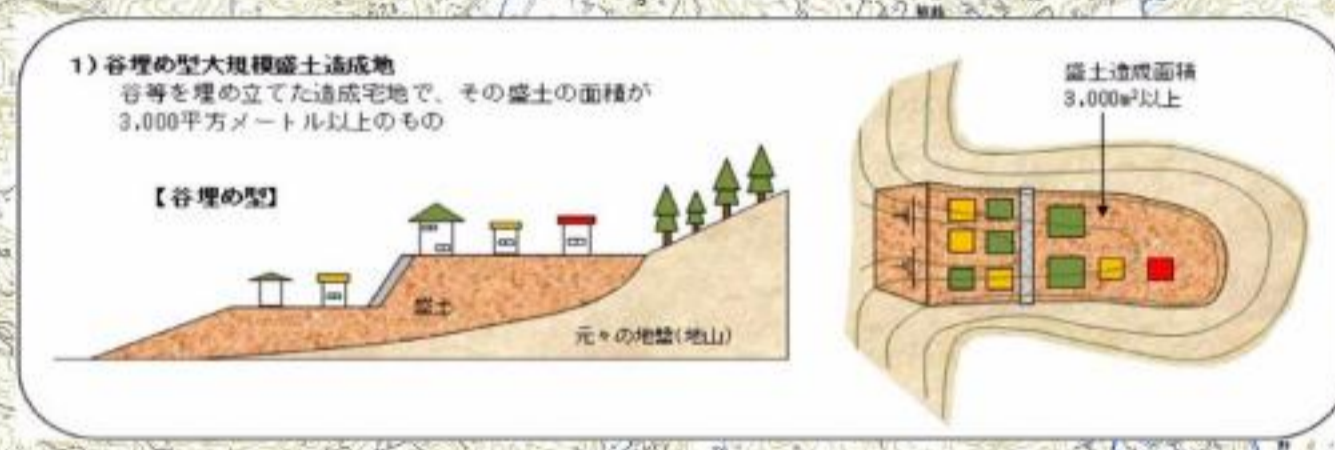 1)谷埋め型大規模盛土造成地
谷等を埋め立てた造成宅地で、その盛土の面積が
3,000平方メートル以上のもの
【谷埋め型】
盛土
元々の地盤(地山)
盛土造成面積
3,000㎡以上